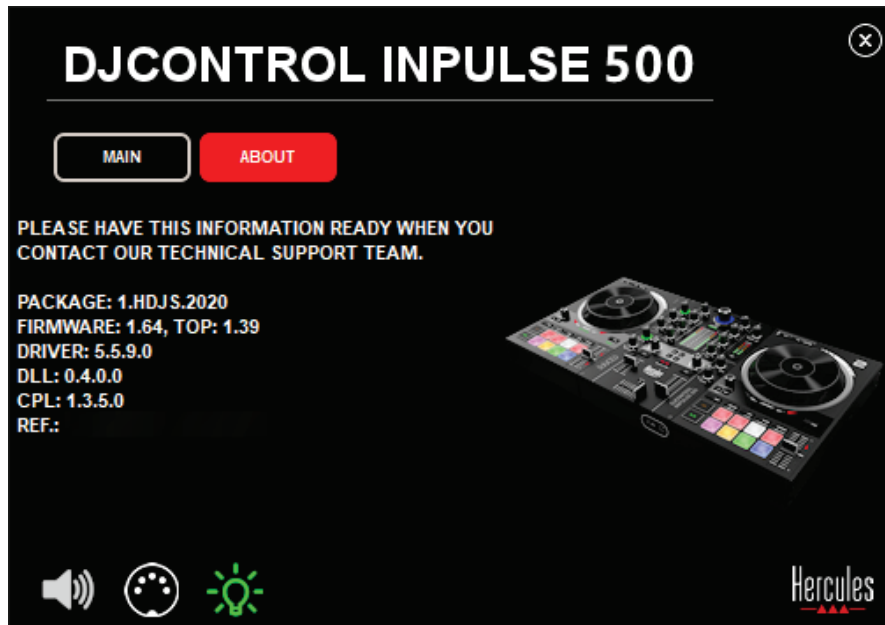 DJCONTROL INPULSE 500
MAIN
ABOUT
PLEASE HAVE THIS INFORMATION READY WHEN YOU
CONTACT OUR TECHNICAL SUPPORT TEAM.
PACKAGE: 1.HDJS.2020
FIRMWARE: 1.64, TOP: 1.39
DRIVER: 5.5.9.0
DLL: 0.4.0.0
CPL: 1.3.5.0
REF.:
Hercules